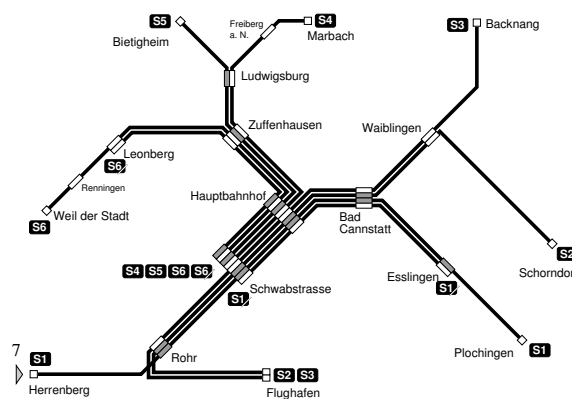 S5
S4
S3
Freiberg
a. N.
Marbach
Backnang
Bietigheim
Ludwigsburg
Zuffenhausen
Waiblingen
Leonberg
S6
Renningen
Hauptbahnhof
S6
Weil der Stadt
Bad
Cannstatt
S2
Schorndorf
S4 S5 S6 S6
Schwabstrasse
S1
Esslingen
S1
Plochingen
S1
7
S1
Rohr
Herrenberg
S2 S3
Flughafen